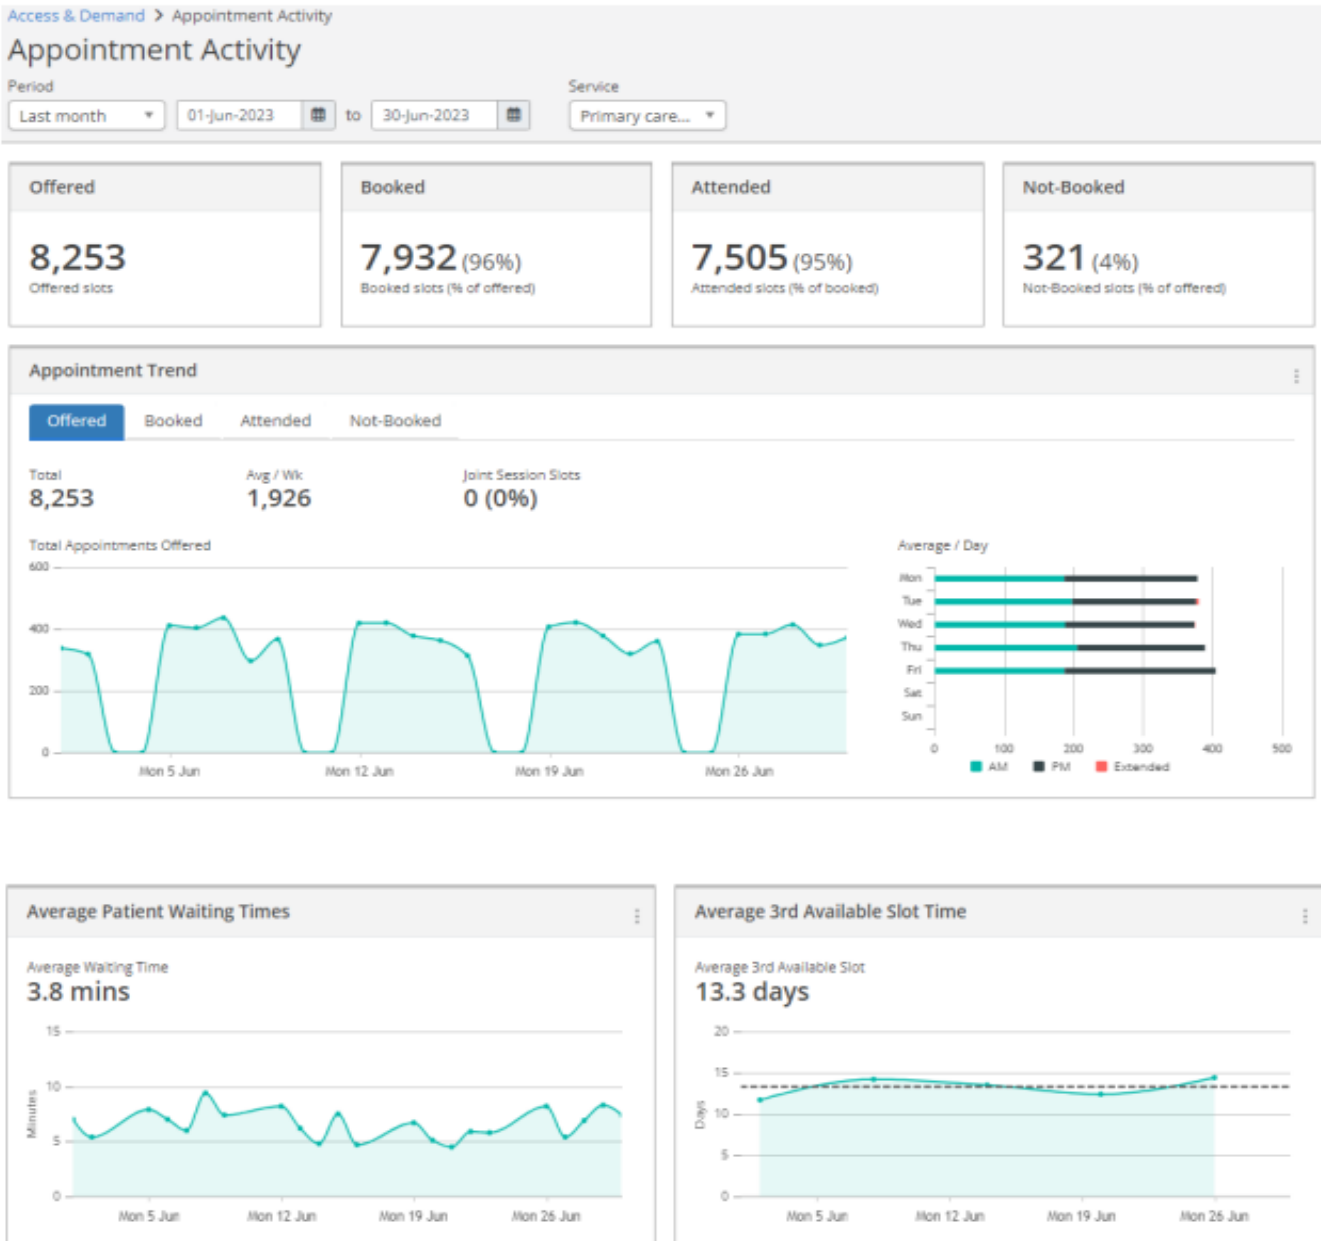 Access & Demand > Appointment Activity
Appointment Activity
Period
Service
Last month
01-Jun-2023
to
30-Jun-2023
Primary care...
Offered
Booked
Attended
Not-Booked
8,253
7,932 (96%)
7,505 (95%)
321 (4%)
Offered slots
Booked slots (% of offered)
Attended slots (% of booked)
Not-Booked slots (% of offered)
Appointment Trend
Offered
Booked
Attended
Not-Booked
Total
Avg / Wk
Joint Session Slots
8,253
1,926
0 (0%)
Total Appointments Offered
600
400
200
0
Mon 5 Jun
Mon 12 Jun
Mon 19 Jun
Mon 26 Jun
Average / Day
Mon
Tue
Wed
Thu
Fri
Sat
Sun
0
100
200
300
400
500
AM
PM
Extended
Average Patient Waiting Times
Average Waiting Time
3.8 mins
15
10
5
0
Minutes
Mon 5 Jun
Mon 12 Jun
Mon 19 Jun
Mon 26 Jun
Average 3rd Available Slot Time
Average 3rd Available Slot
13.3 days
20
15
10
5
0
Days
Mon 5 Jun
Mon 12 Jun
Mon 19 Jun
Mon 26 Jun